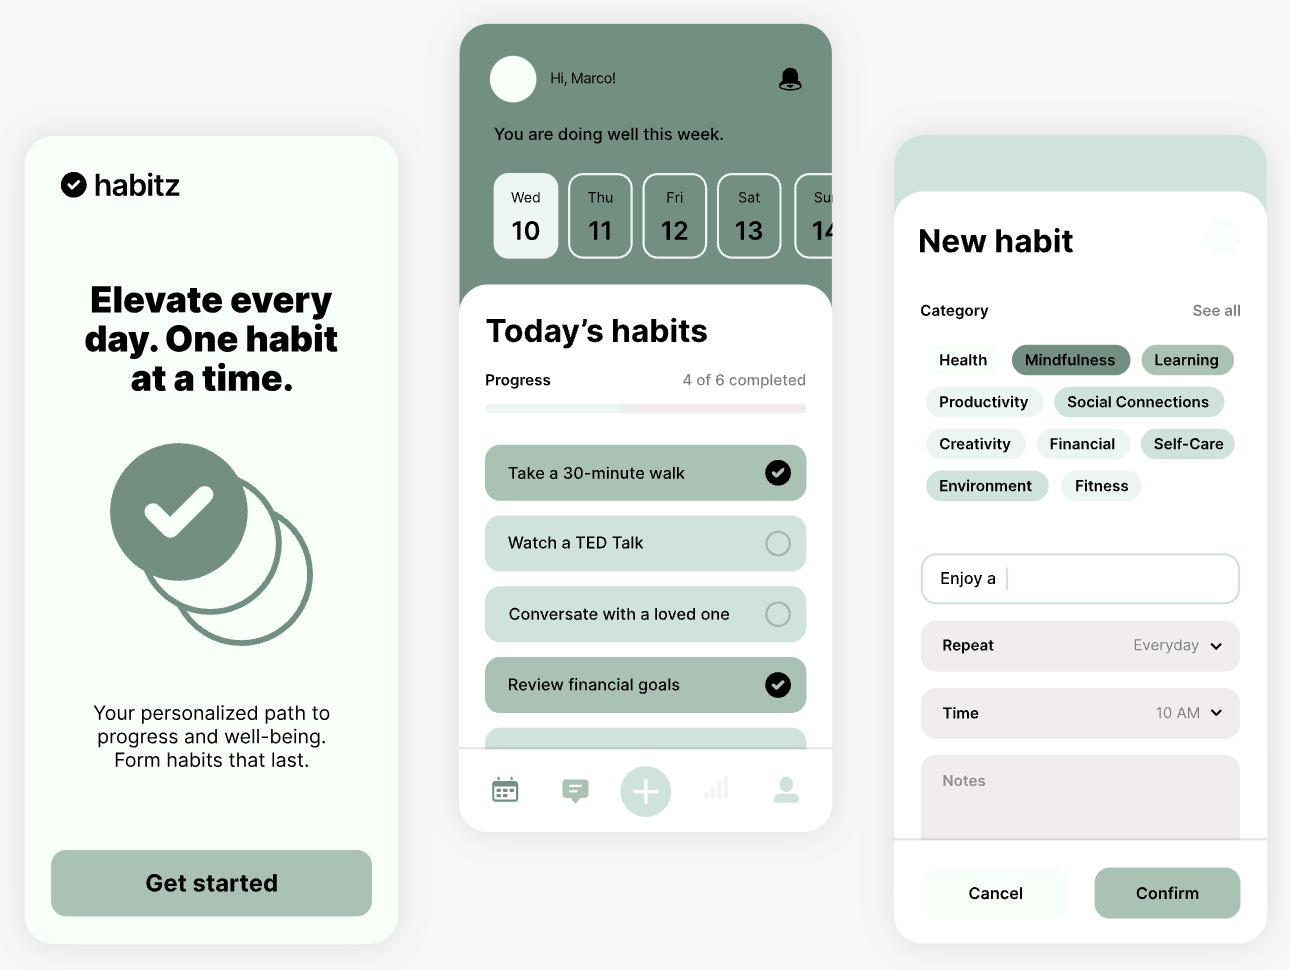 habitz
Elevate every
day. One habit
at a time.
Your personalized path to
progress and well-being.
Form habits that last.
Get started
Hi, Marco!
You are doing well this week.
Wed Thu Fri Sat Sun
10 11 12 13 14
Today’s habits
Progress 4 of 6 completed
Take a 30-minute walk
Watch a TED Talk
Conversate with a loved one
Review financial goals
New habit
Category See all
Health Mindfulness Learning
Productivity Social Connections
Creativity Financial Self-Care
Environment Fitness
Enjoy a
Repeat Everyday
Time 10 AM
Notes
Cancel Confirm